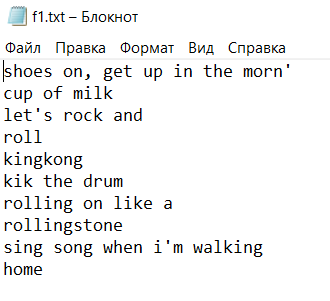 f1.txt – Блокнот
Файл Правка Формат Вид Справка
shoes on, get up in the morn'
cup of milk
let's rock and
roll
kingkong
kik the drum
rolling on like a
rollingstone
sing song when i'm walking
home